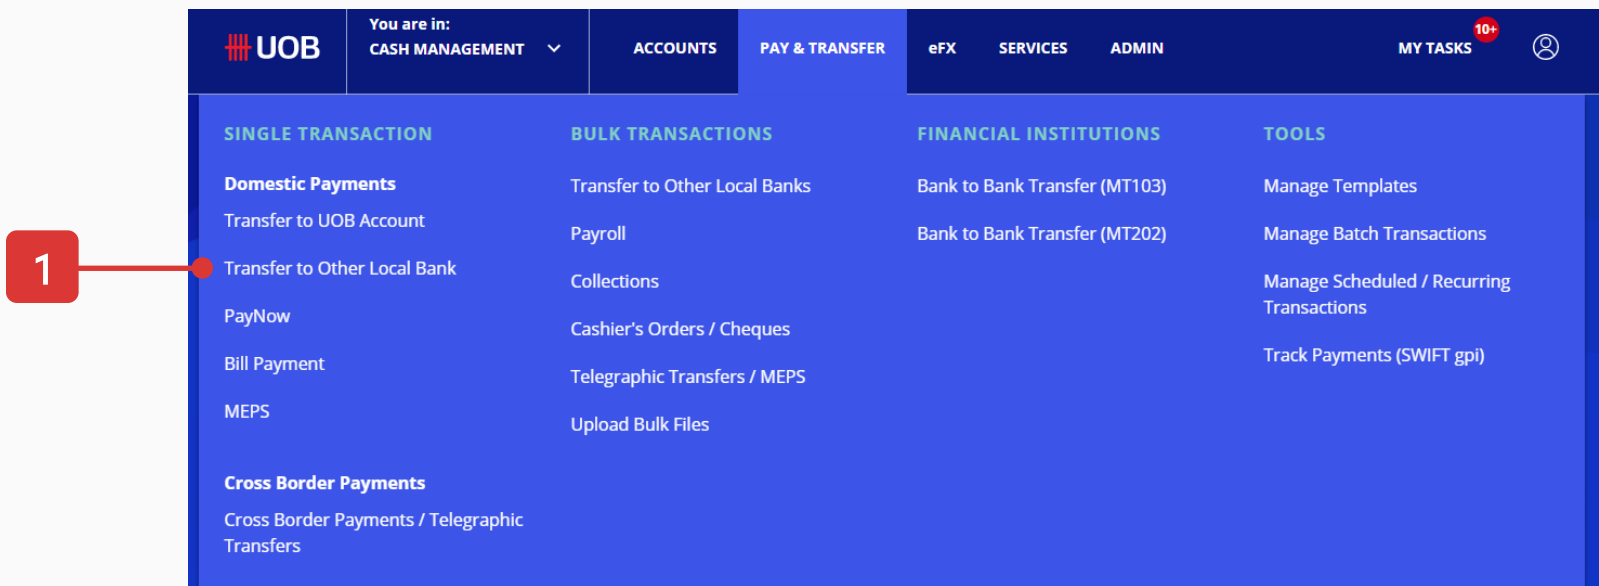 UOB
You are in:
CASH MANAGEMENT
ACCOUNTS
PAY & TRANSFER
eFX
SERVICES
ADMIN
MY TASKS
10+
SINGLE TRANSACTION
Domestic Payments
Transfer to UOB Account
Transfer to Other Local Bank
PayNow
Bill Payment
MEPS
Cross Border Payments
Cross Border Payments / Telegraphic
Transfers
BULK TRANSACTIONS
Transfer to Other Local Banks
Payroll
Collections
Cashier's Orders / Cheques
Telegraphic Transfers / MEPS
Upload Bulk Files
FINANCIAL INSTITUTIONS
Bank to Bank Transfer (MT103)
Bank to Bank Transfer (MT202)
TOOLS
Manage Templates
Manage Batch Transactions
Manage Scheduled / Recurring
Transactions
Track Payments (SWIFT gpi)
1